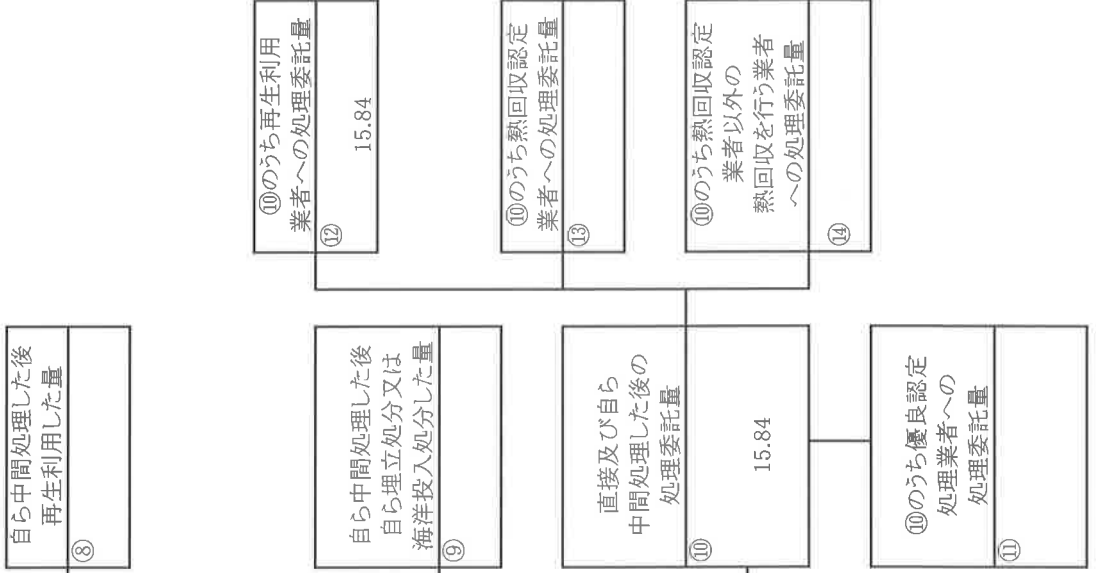 自ら中間処理した後
再生利用した量
⑧
自ら中間処理した後
自ら埋立処分又は
海洋投入処分した量
⑨
直接及び自ら
中間処理した後の
処理委託量
⑩
15.84
⑩のうち優良認定
処理業者への
処理委託量
⑪
⑩のうち再生利用
業者への処理委託量
⑫
15.84
⑩のうち熱回収認定
業者への処理委託量
⑬
⑩のうち熱回収認定
業者以外の
熱回収を行う業者
への処理委託量
⑭